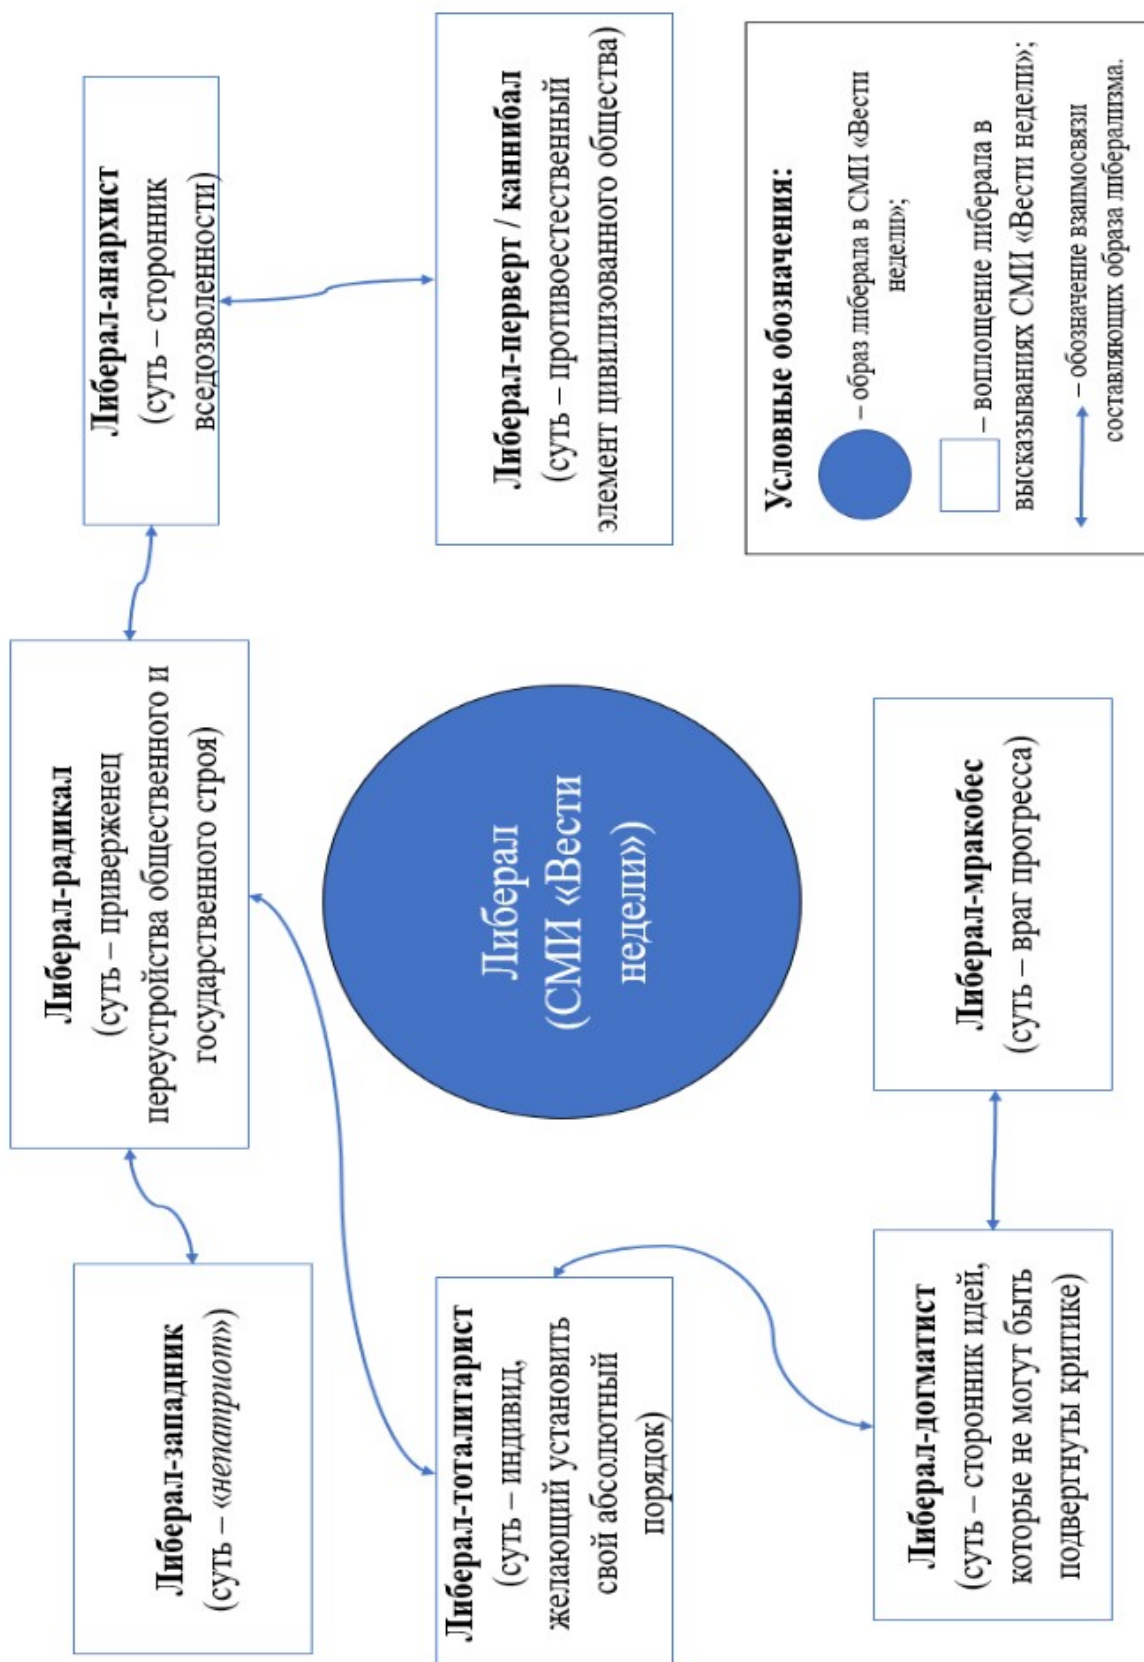 Либерал-западник
(суть – «непатриот»)
Либерал-радикал
(суть – приверженец
переустройства общественного и
государственного строя)
Либерал-анархист
(суть – сторонник
вседозволенности)
Либерал-тоталитарист
(суть – индивид,
желающий установить
свой абсолютный
порядок)
Либерал
(СМИ «Вести
недели»)
Либерал-перверт / каннибал
(суть – противоестественный
элемент цивилизованного общества)
Либерал-догматист
(суть – сторонник идей,
которые не могут быть
подвергнуты критике)
Либерал-мракобес
(суть – враг прогресса)
Условные обозначения:
– образ либерала в СМИ «Вести
недели»;
– воплощение либерала в
высказываниях СМИ «Вести недели»;
– обозначение взаимосвязи
составляющих образа либерализма.